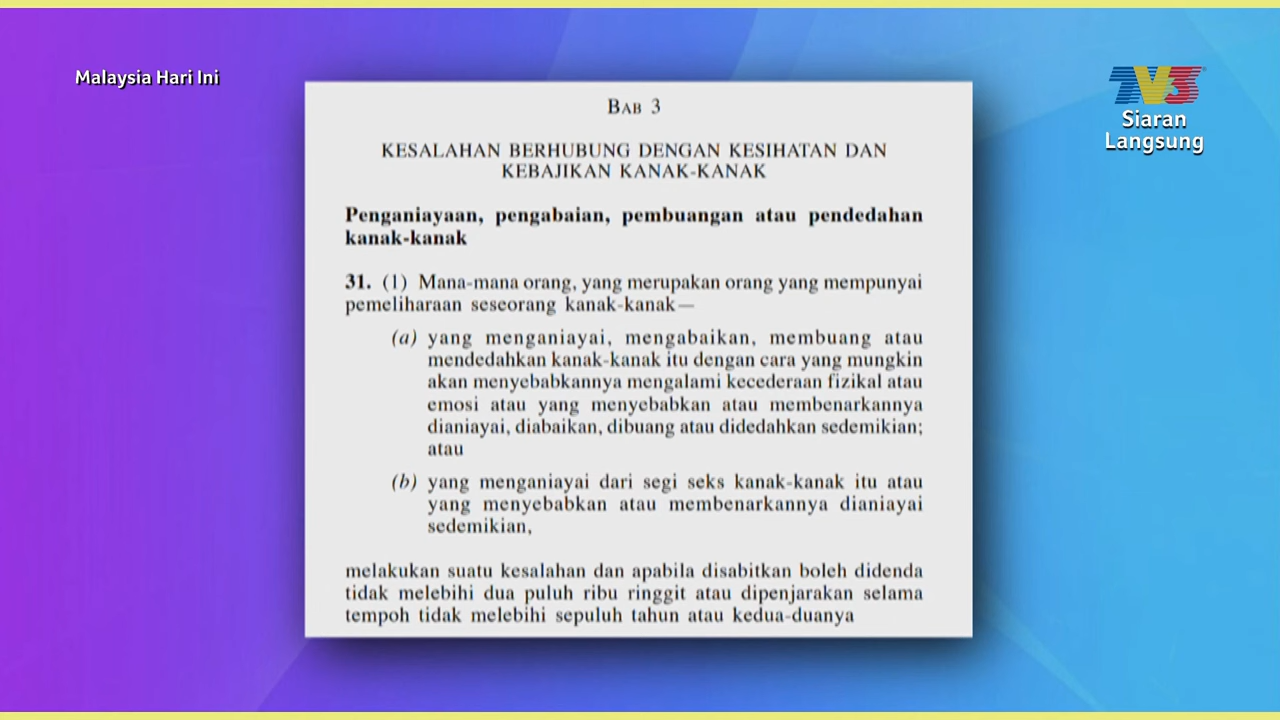 Malaysia Hari Ini
TV3
Siaran
Langsung
BAB 3
KESALAHAN BERHUBUNG DENGAN KESIHATAN DAN
KEBAJIKAN KANAK-KANAK
Penganiayaan, pengabaian, pembuangan atau pendedahan
kanak-kanak
31. (1) Mana-mana orang, yang merupakan orang yang mempunyai
pemeliharaan seseorang kanak-kanak—
(a) yang menganiayai, mengabaikan, membuang atau
mendedahkan kanak-kanak itu dengan cara yang mungkin
akan menyebabkannya mengalami kecederaan fizikal atau
emosi atau yang menyebabkan atau membenarkannya
dianiayai, diabaikan, dibuang atau didedahkan sedemikian;
atau
(b) yang menganiayai dari segi seks kanak-kanak itu atau
yang menyebabkan atau membenarkannya dianiayai
sedemikian,
melakukan suatu kesalahan dan apabila disabitkan boleh didenda
tidak melebihi dua puluh ribu ringgit atau dipenjarakan selama
tempoh tidak melebihi sepuluh tahun atau kedua-duanya